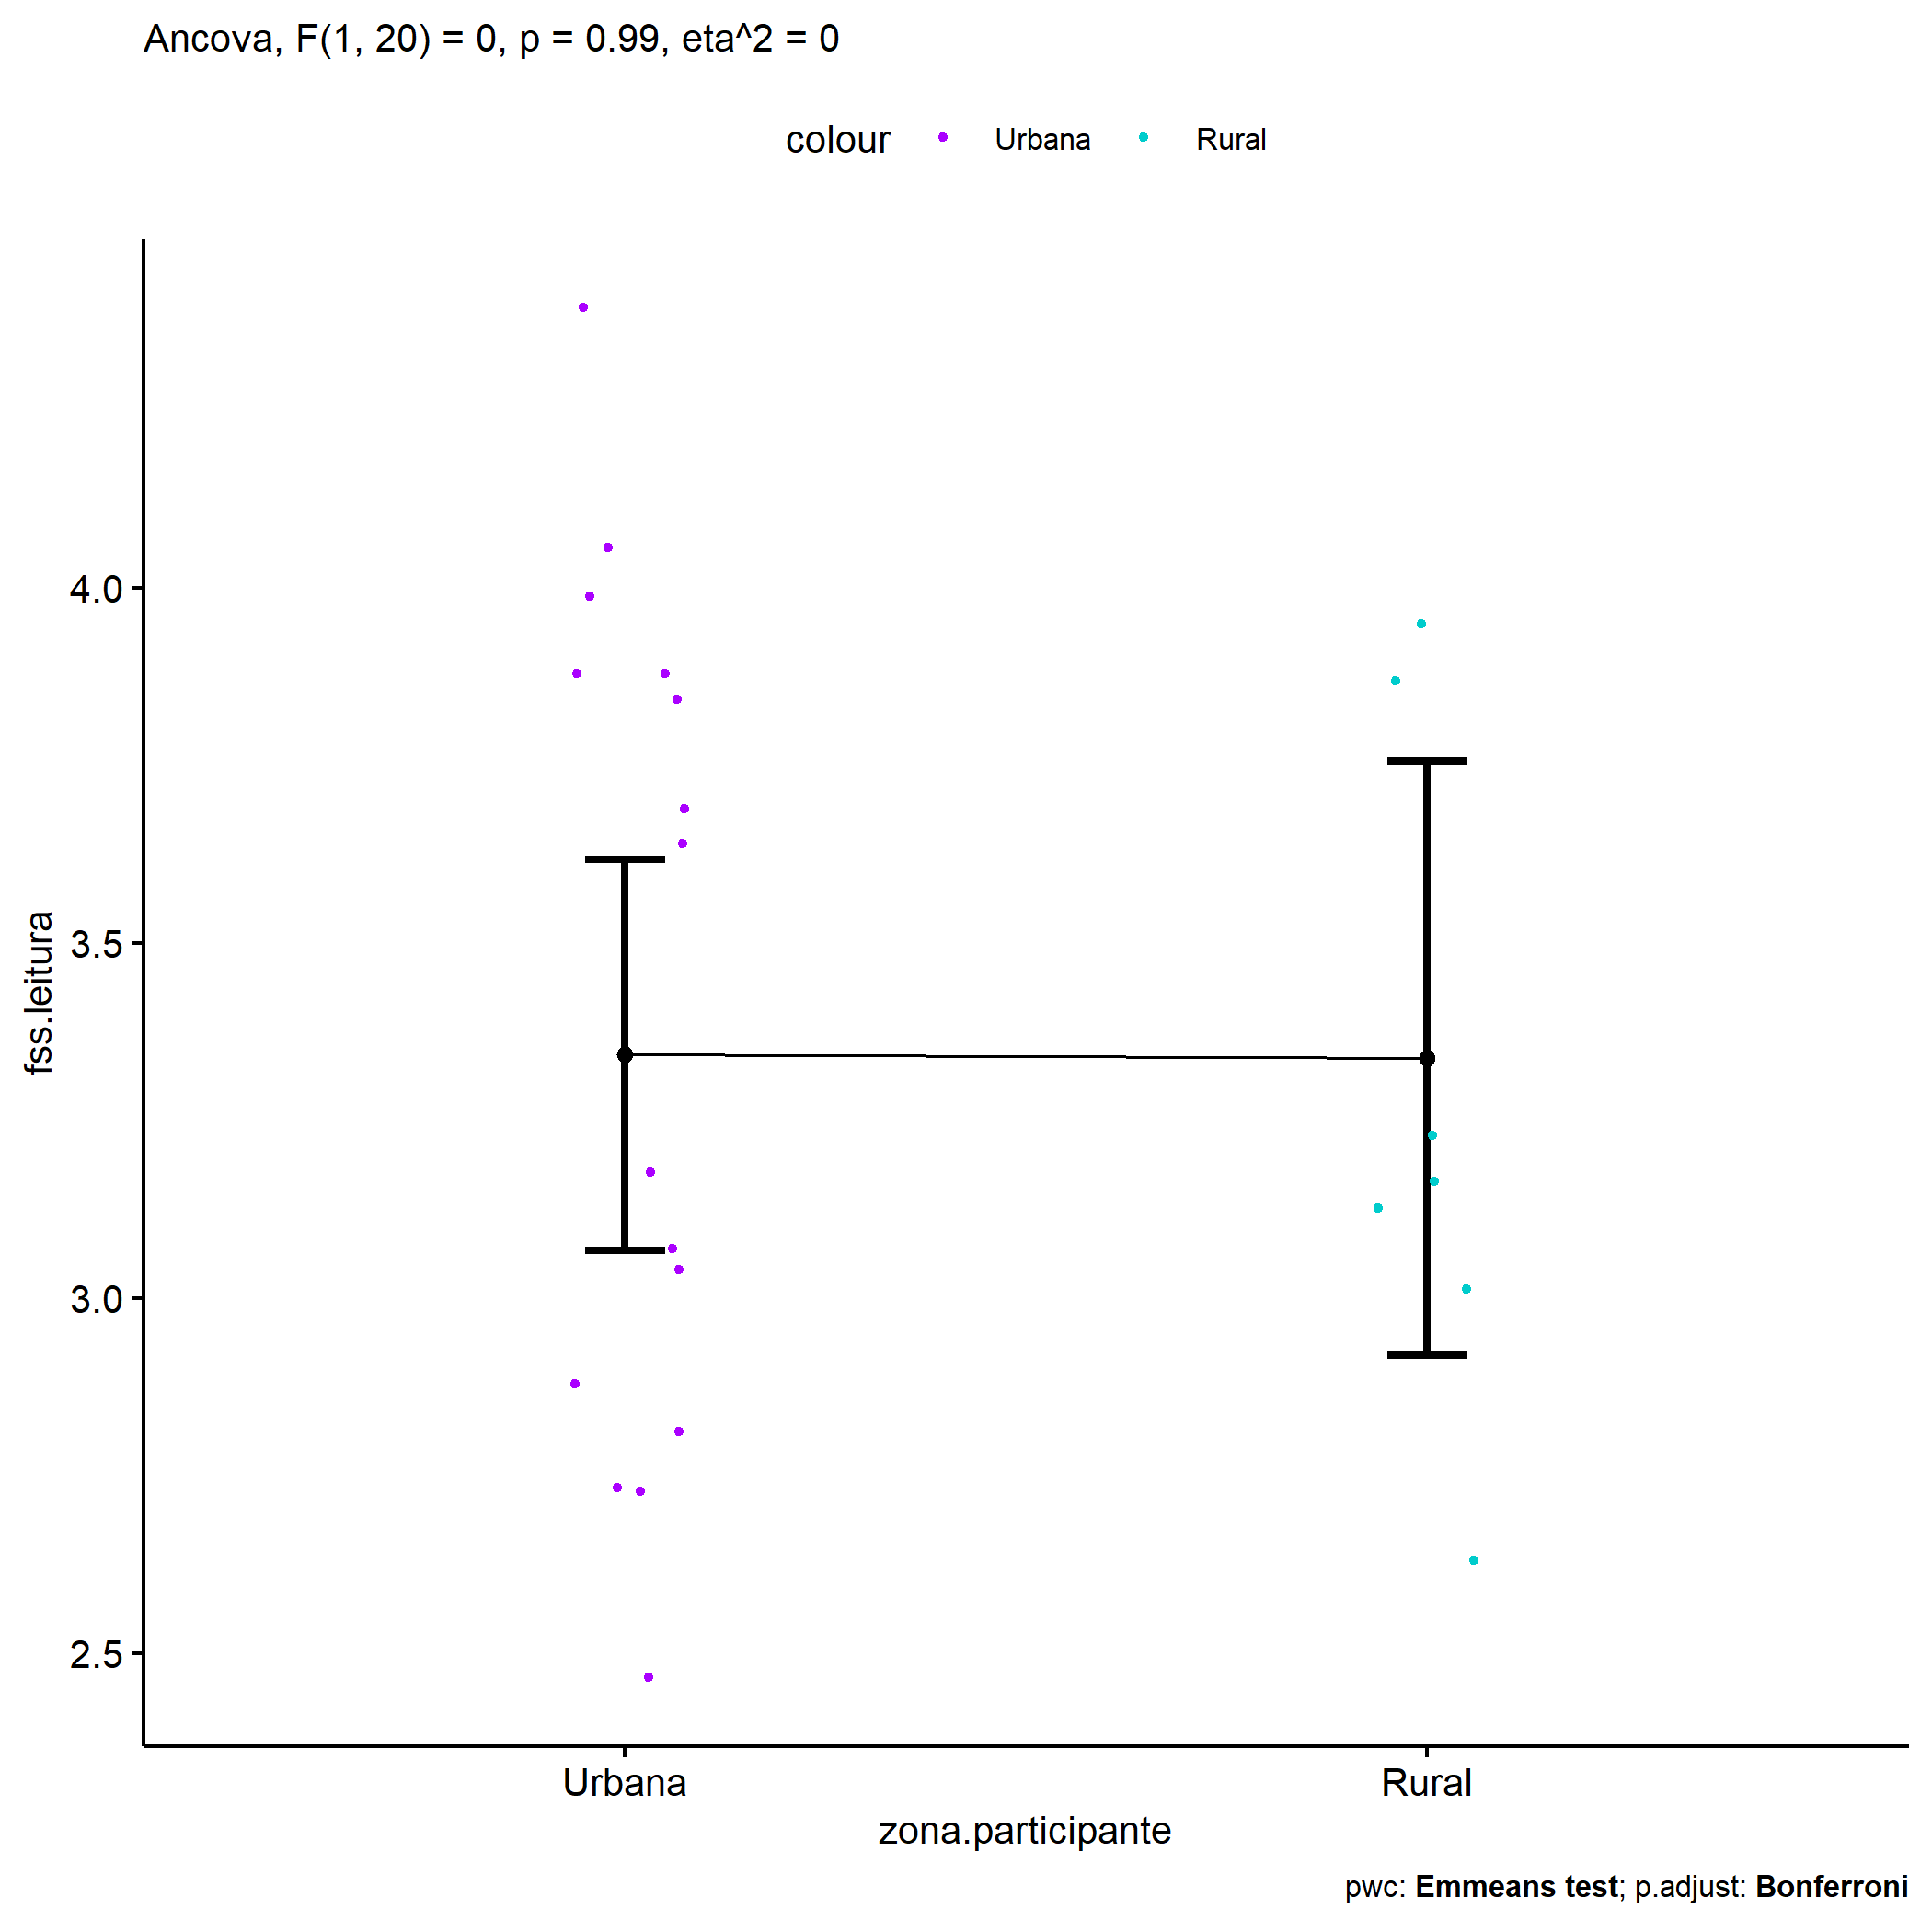 Ancova, F(1, 20) = 0, p = 0.99, eta^2 = 0
colour Urbana Rural
4.0
3.5
3.0
2.5
fss.leitura
Urbana Rural
zona.participante
pwc: Emmeans test; p.adjust: Bonferroni